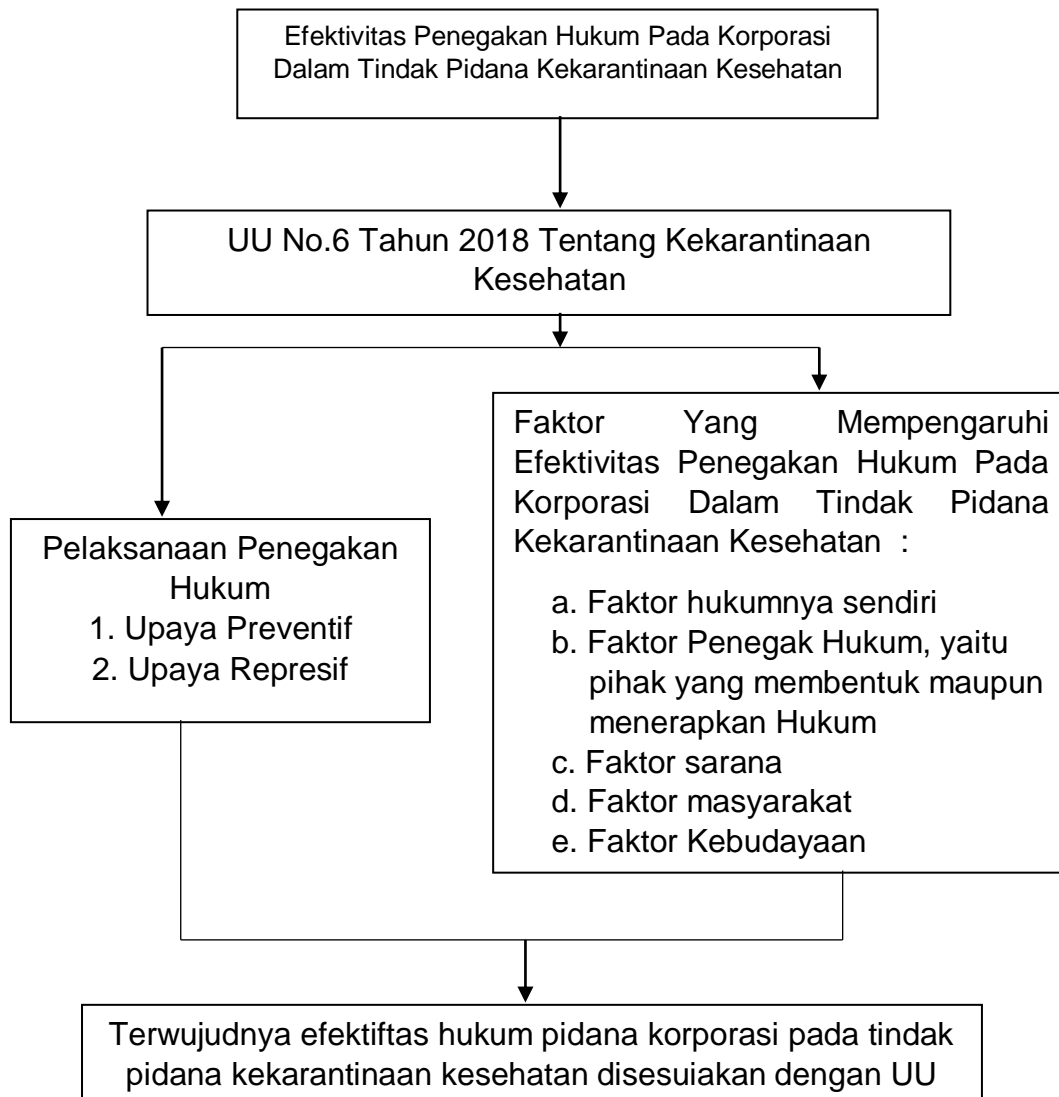 Efektivitas Penegakan Hukum Pada Korporasi
Dalam Tindak Pidana Kekarantinaan Kesehatan
UU No.6 Tahun 2018 Tentang Kekarantinaan
Kesehatan
Pelaksanaan Penegakan
Hukum
1. Upaya Preventif
2. Upaya Represif
Faktor Yang Mempengaruhi
Efektivitas Penegakan Hukum Pada
Korporasi Dalam Tindak Pidana
Kekarantinaan Kesehatan :
a. Faktor hukumnya sendiri
b. Faktor Penegak Hukum, yaitu
pihak yang membentuk maupun
menerapkan Hukum
c. Faktor sarana
d. Faktor masyarakat
e. Faktor Kebudayaan
Terwujudnya efektiftas hukum pidana korporasi pada tindak
pidana kekarantinaan kesehatan disesuiakan dengan UU